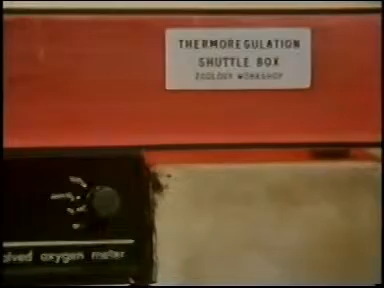 THERMOREGULATION
SHUTTLE BOX
ZOOLOGY WORKSHOP
olved oxygen meter